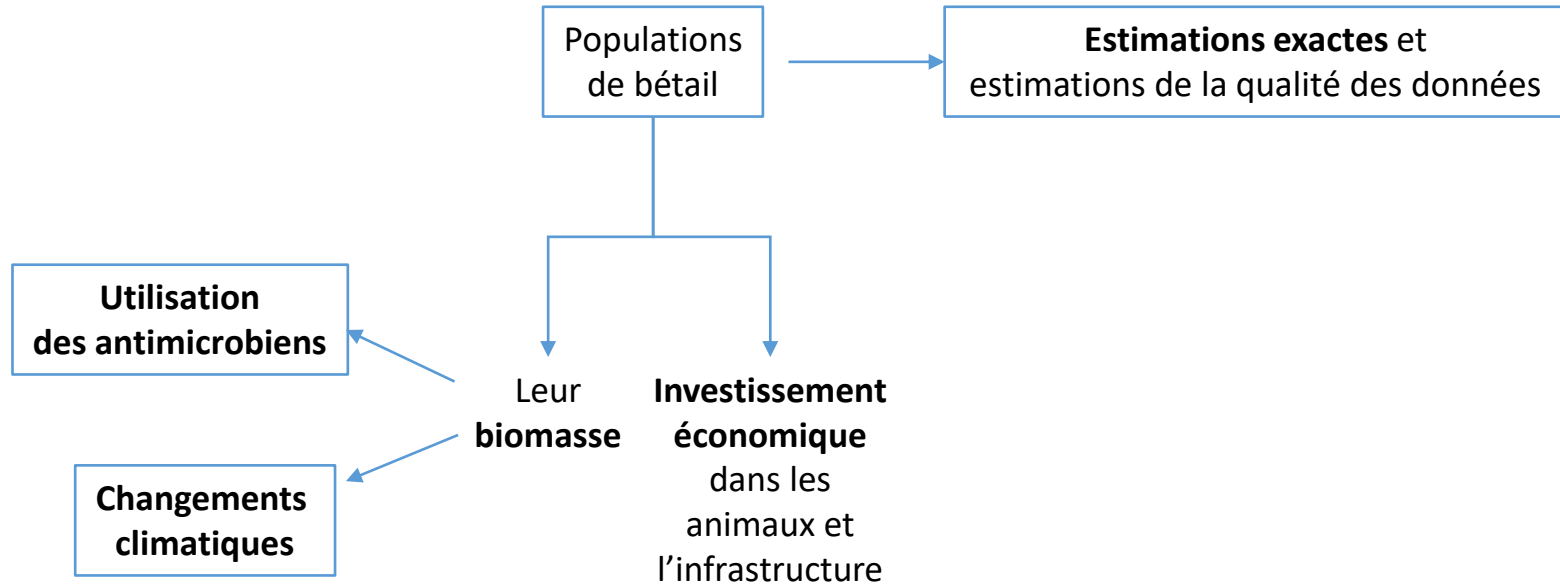 Populations
de bétail
Estimations exactes et
estimations de la qualité des données
Utilisation
des antimicrobiens
Leur
biomasse
Investissement
économique
dans les
animaux et
l’infrastructure
Changements
climatiques